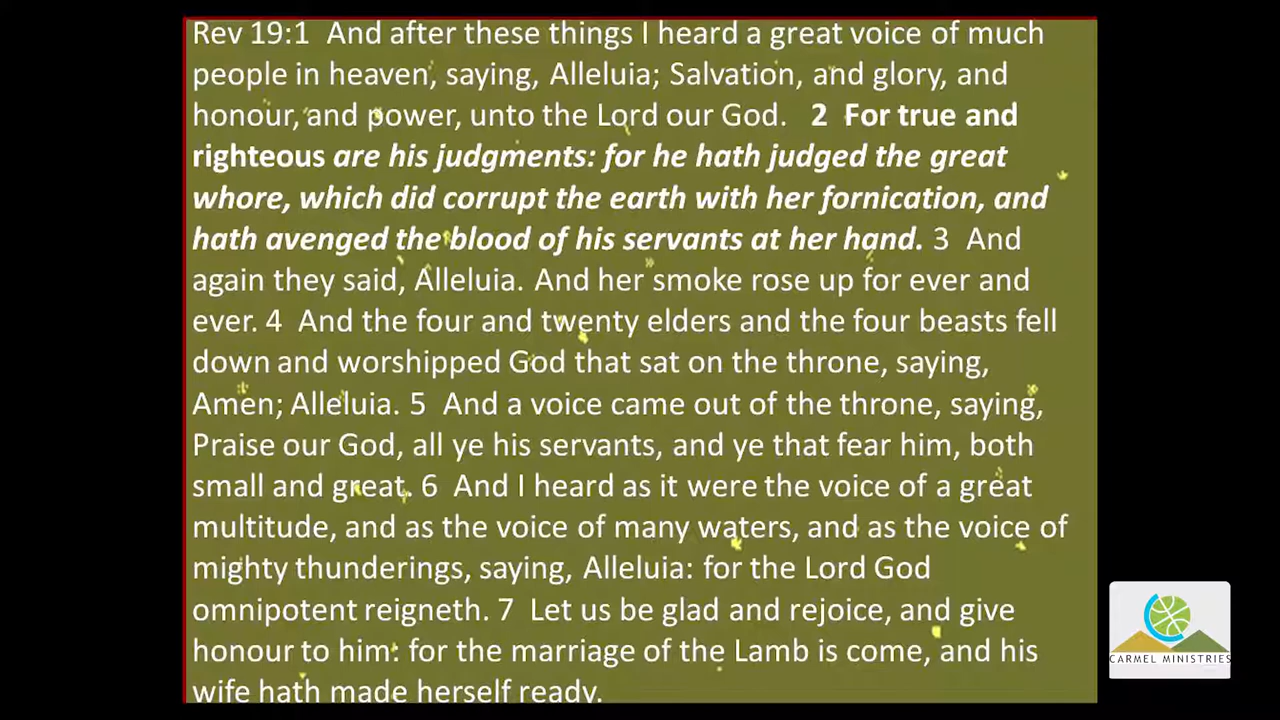 Rev 19:1 And after these things I heard a great voice of much
people in heaven, saying, Alleluia; Salvation, and glory, and
honour, and power, unto the Lord our God. 2 For true and
righteous are his judgments: for he hath judged the great
whore, which did corrupt the earth with her fornication, and
hath avenged the blood of his servants at her hand. 3 And
again they said, Alleluia. And her smoke rose up for ever and
ever. 4 And the four and twenty elders and the four beasts fell
down and worshipped God that sat on the throne, saying,
Amen; Alleluia. 5 And a voice came out of the throne, saying,
Praise our God, all ye his servants, and ye that fear him, both
small and great. 6 And I heard as it were the voice of a great
multitude, and as the voice of many waters, and as the voice of
mighty thunderings, saying, Alleluia: for the Lord God
omnipotent reigneth. 7 Let us be glad and rejoice, and give
honour to him: for the marriage of the Lamb is come, and his
wife hath made herself ready.
CARMEL MINISTRIES